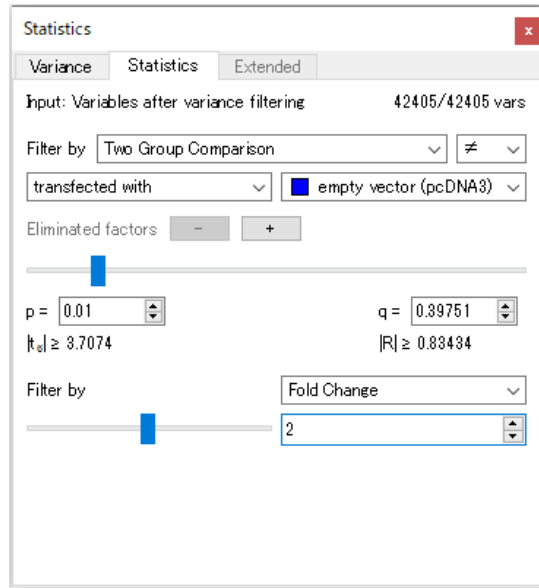 Statistics
x
Variance Statistics Extended
Input: Variables after variance filtering 42405/42405 vars
Filter by Two Group Comparison ≠
transfected with empty vector (pcDNA3)
Eliminated factors - +
p = 0.01 q = 0.39751
|t₆| ≥ 3.7074 |R| ≥ 0.83434
Filter by Fold Change
2